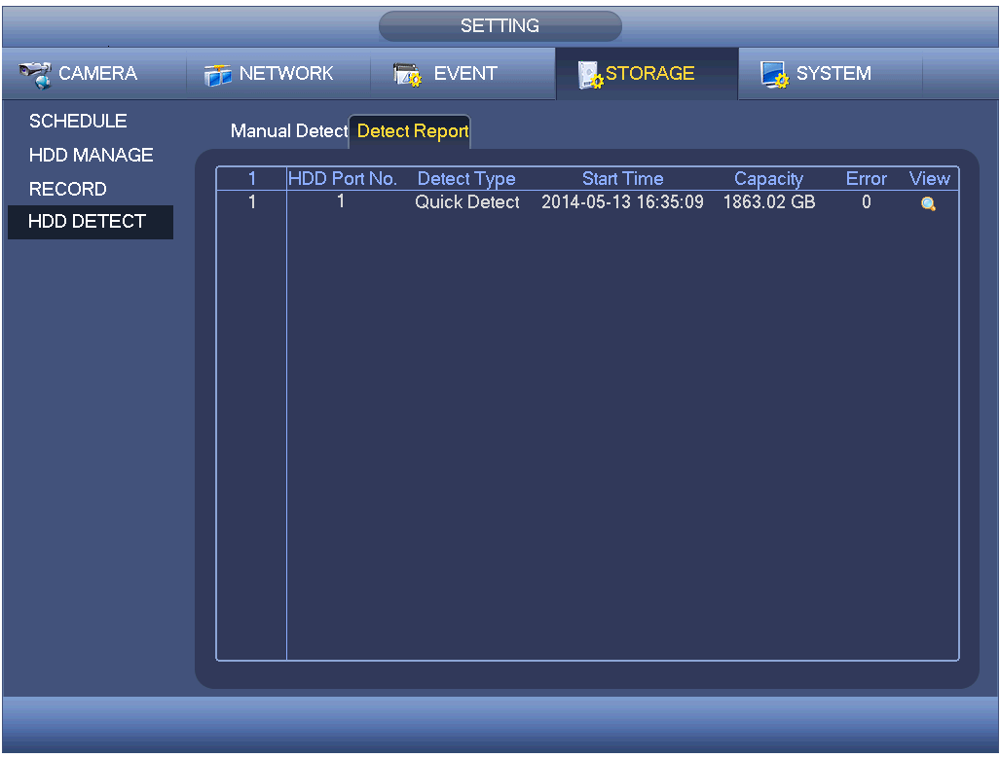 SETTING
CAMERA NETWORK EVENT STORAGE SYSTEM
SCHEDULE
HDD MANAGE
RECORD
HDD DETECT
Manual Detect Detect Report
1 HDD Port No. Detect Type Start Time Capacity Error View
1 1 Quick Detect 2014-05-13 16:35:09 1863.02 GB 0